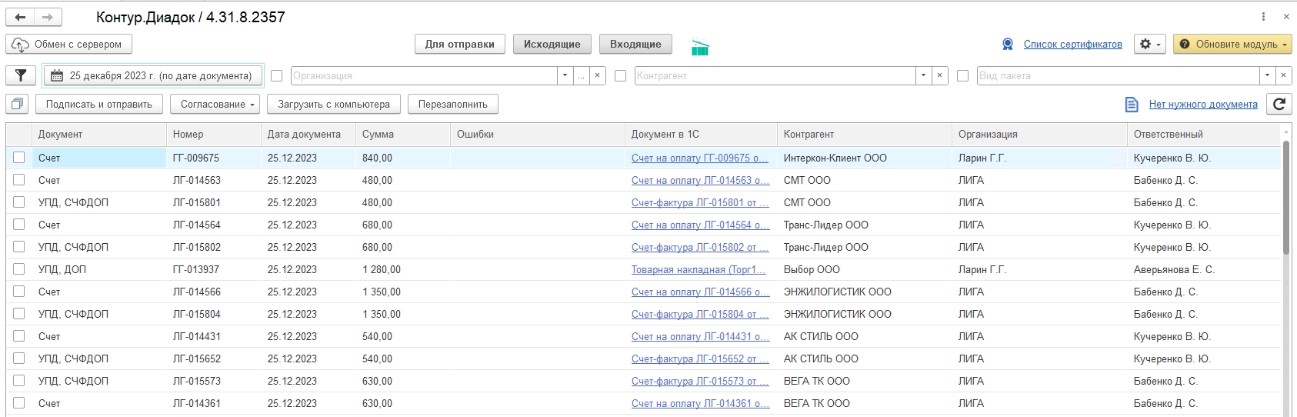 Контур.Диадок / 4.31.8.2357
Обмен с сервером Для отправки Исходящие Входящие Список сертификатов Обновите модуль
25 декабря 2023 г. (по дате документа) Организация ... Контрагент Вид пакета
Подписать и отправить Согласование Загрузить с компьютера Перезаполнить Нет нужного документа
Документ Номер Дата документа Сумма Ошибки Документ в 1С Контрагент Организация Ответственный
Счет ГГ-009675 25.12.2023 840,00 Счет на оплату ГГ-009675 о... Интеркон-Клиент ООО Ларин Г.Г. Кучеренко В. Ю.
Счет ЛГ-014563 25.12.2023 480,00 Счет на оплату ЛГ-014563 о... СМТ ООО ЛИГА Бабенко Д. С.
УПД, СЧФДОП ЛГ-015801 25.12.2023 480,00 Счет-фактура ЛГ-015801 от ... СМТ ООО ЛИГА Бабенко Д. С.
Счет ЛГ-014564 25.12.2023 680,00 Счет на оплату ЛГ-014564 о... Транс-Лидер ООО ЛИГА Кучеренко В. Ю.
УПД, СЧФДОП ЛГ-015802 25.12.2023 680,00 Счет-фактура ЛГ-015802 от ... Транс-Лидер ООО ЛИГА Кучеренко В. Ю.
УПД, ДОП ГГ-013937 25.12.2023 1 280,00 Товарная накладная (Торг1... Выбор ООО Ларин Г.Г. Аверьянова Е. С.
Счет ЛГ-014566 25.12.2023 1 350,00 Счет на оплату ЛГ-014566 о... ЭНЖИЛОГИСТИК ООО ЛИГА Бабенко Д. С.
УПД, СЧФДОП ЛГ-015804 25.12.2023 1 350,00 Счет-фактура ЛГ-015804 от ... ЭНЖИЛОГИСТИК ООО ЛИГА Бабенко Д. С.
Счет ЛГ-014431 25.12.2023 540,00 Счет на оплату ЛГ-014431 о... АК СТИЛЬ ООО ЛИГА Кучеренко В. Ю.
УПД, СЧФДОП ЛГ-015652 25.12.2023 540,00 Счет-фактура ЛГ-015652 от ... АК СТИЛЬ ООО ЛИГА Кучеренко В. Ю.
УПД, СЧФДОП ЛГ-015573 25.12.2023 630,00 Счет-фактура ЛГ-015573 от ... ВЕГА ТК ООО ЛИГА Бабенко Д. С.
Счет ЛГ-014361 25.12.2023 630,00 Счет на оплату ЛГ-014361 о... ВЕГА ТК ООО ЛИГА Бабенко Д. С.